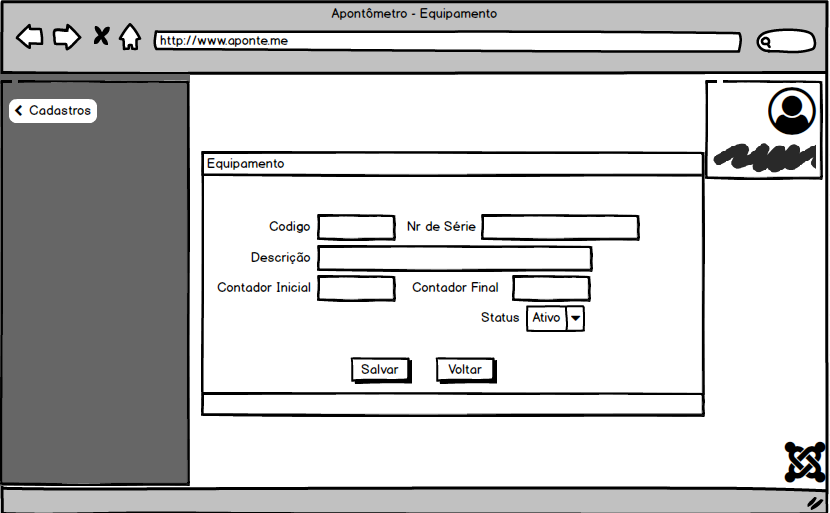 Apontômetro - Equipamento
http://www.aponte.me
Cadastros
Equipamento
Codigo
Nr de Série
Descrição
Contador Inicial
Contador Final
Status
Ativo
Salvar
Voltar